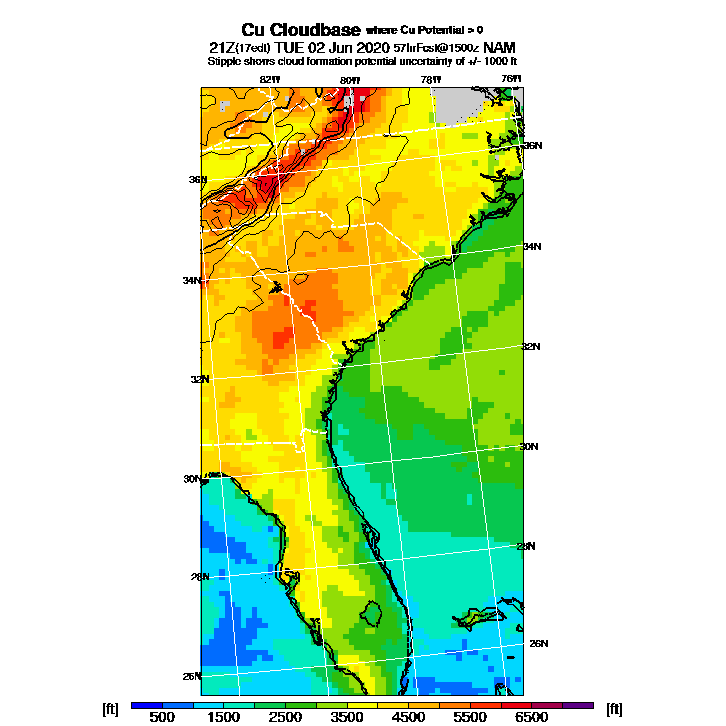 Cu Cloudbase where Cu Potential > 0
21Z(17edt) TUE 02 Jun 2020 57hrFcst@1500z NAM
Stipple shows cloud formation potential uncertainty of +/- 1000 ft
82W 80W 78W 76W
36N
36N
34N
34N
32N
32N
30N
30N
28N
28N
26N
26N
[ft] 500 1500 2500 3500 4500 5500 6500 [ft]